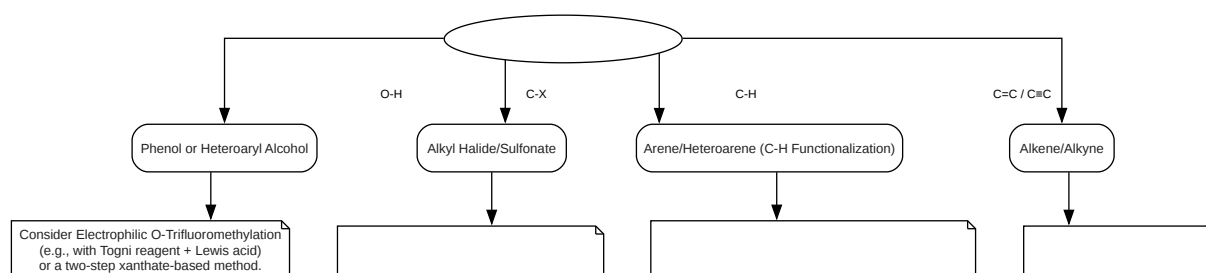 O-H
C-X
C-H
C=C / C≡C
Phenol or Heteroaryl Alcohol
Alkyl Halide/Sulfonate
Arene/Heteroarene (C-H Functionalization)
Alkene/Alkyne
Consider Electrophilic O-Trifluoromethylation
(e.g., with Togni reagent + Lewis acid)
or a two-step xanthate-based method.